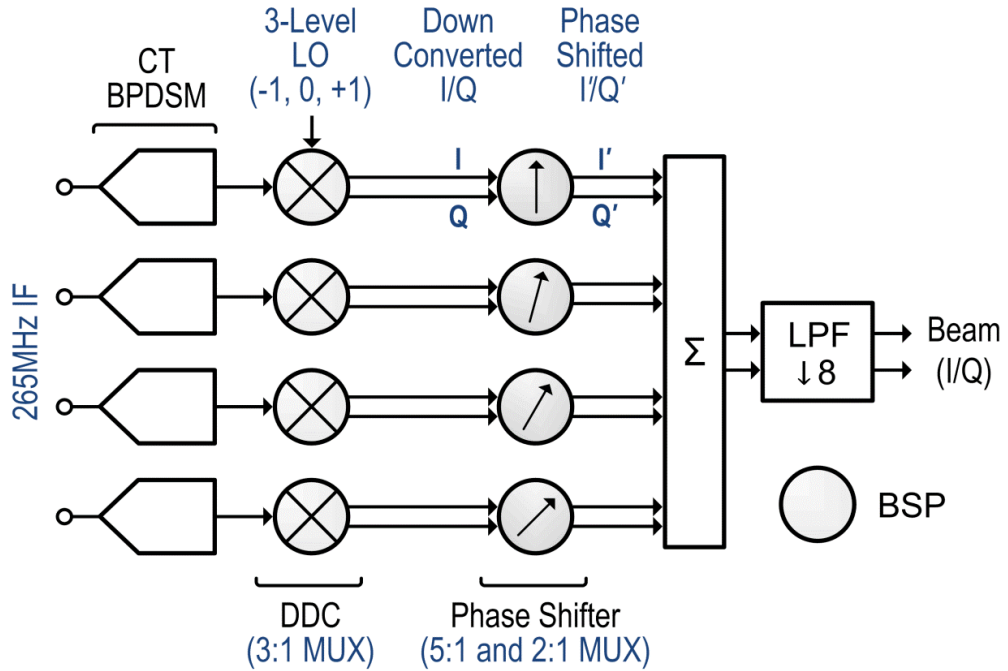 3-Level
LO
(-1, 0, +1)
Down
Converted
I/Q
Phase
Shifted
I′/Q′
CT
BPDSM
I
Q
I′
Q′
265MHz IF
Σ
LPF
↓8
Beam
(I/Q)
BSP
DDC
(3:1 MUX)
Phase Shifter
(5:1 and 2:1 MUX)